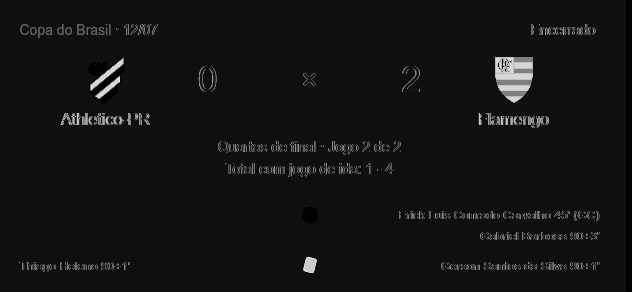 Copa do Brasil · 12/07
Encerrado
0 × 2
Athletico-PR
Flamengo
Quartas de final · Jogo 2 de 2
Total com jogo de ida: 1 - 4
Erick Luis Conrado Carvalho 45' (GC)
Gabriel Barbosa 90+3'
Thiago Heleno 90+1'
Gerson Santos da Silva 90+1'